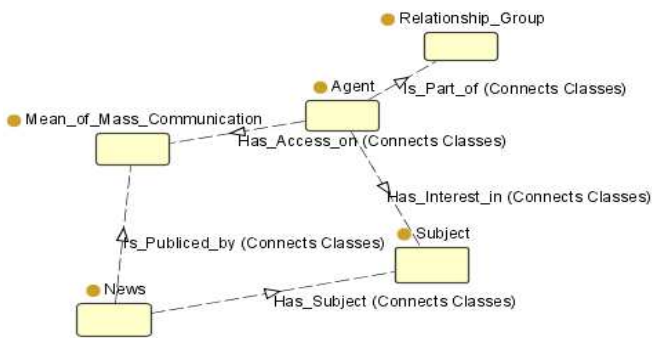 Relationship_Group
Agent
Is_Part_of (Connects Classes)
Mean_of_Mass_Communication
Has_Access_on (Connects Classes)
Has_Interest_in (Connects Classes)
Subject
Is_Publiced_by (Connects Classes)
News
Has_Subject (Connects Classes)